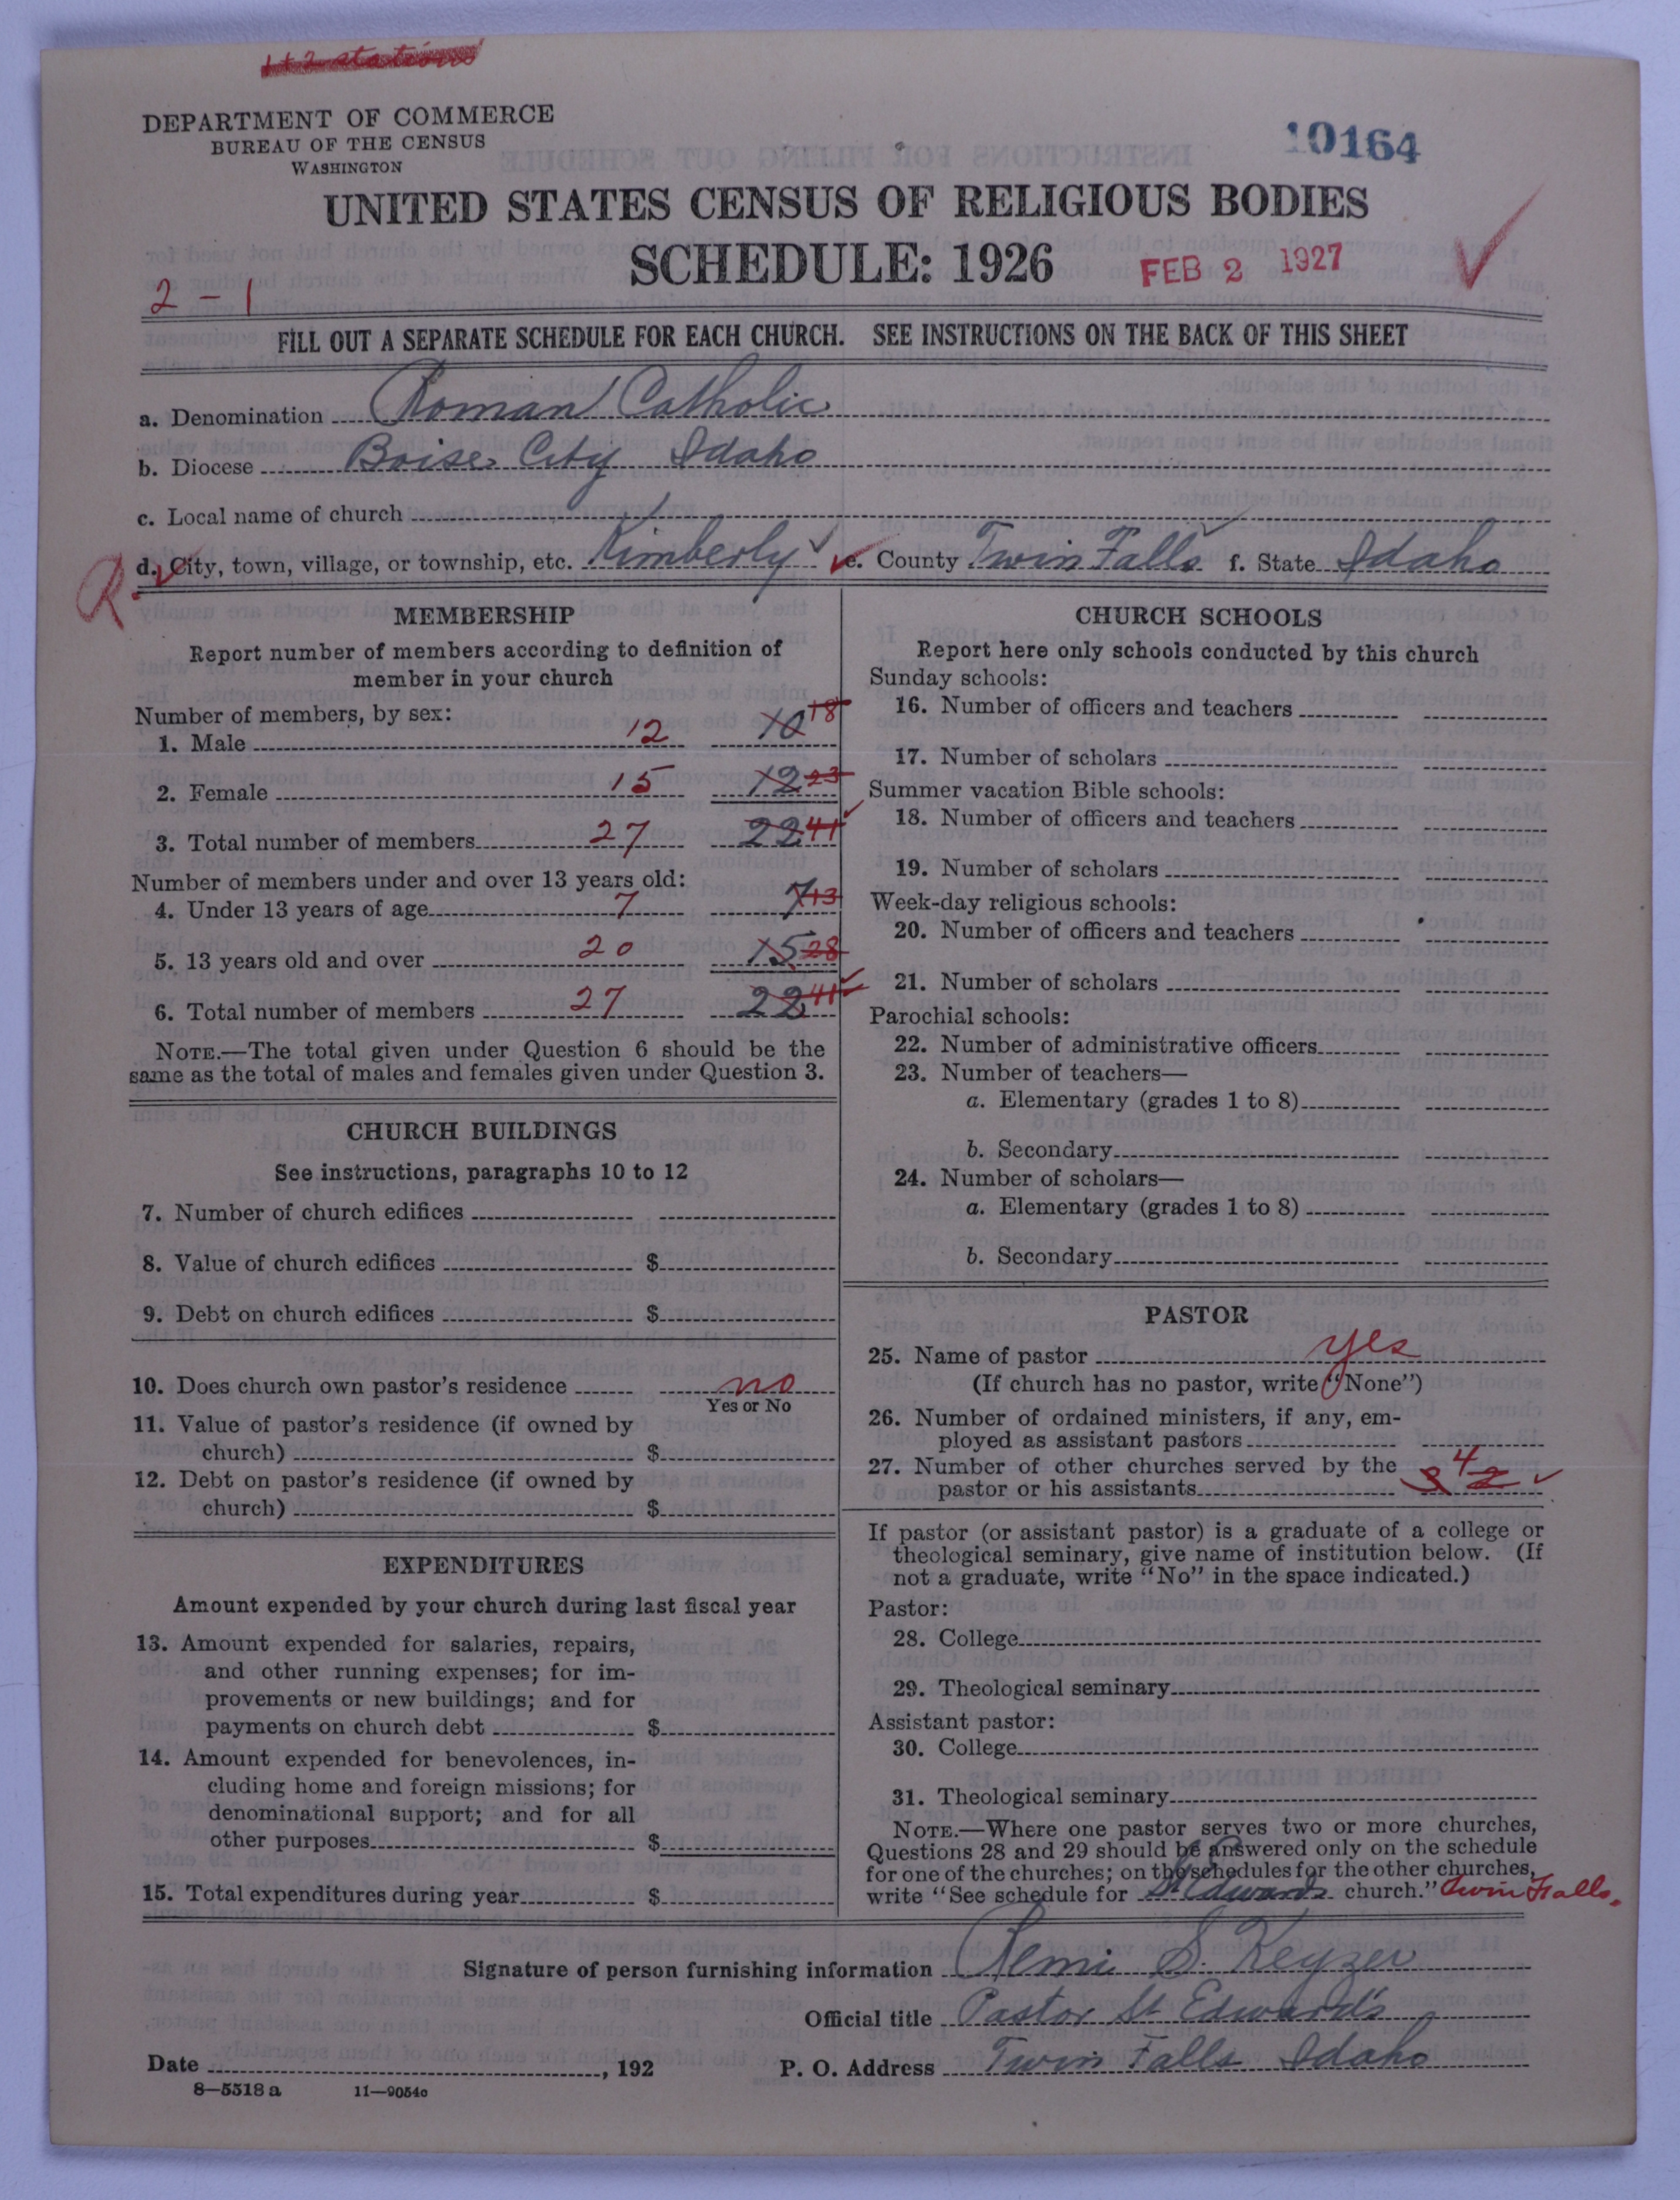 1+2 stations
DEPARTMENT OF COMMERCE
BUREAU OF THE CENSUS
WASHINGTON
10164
UNITED STATES CENSUS OF RELIGIOUS BODIES
SCHEDULE: 1926
FEB 2 1927
2 - 1
FILL OUT A SEPARATE SCHEDULE FOR EACH CHURCH. SEE INSTRUCTIONS ON THE BACK OF THIS SHEET
a. Denomination Roman Catholic
b. Diocese Boise City Idaho
c. Local name of church
R. d. City, town, village, or township, etc. Kimberly e. County Twin Falls f. State Idaho
MEMBERSHIP
Report number of members according to definition of
member in your church
Number of members, by sex:
1. Male 12 10 18
2. Female 15 12 23
3. Total number of members 27 22 41
Number of members under and over 13 years old:
4. Under 13 years of age 7 7 13
5. 13 years old and over 20 15 28
6. Total number of members 27 22 41
NOTE.—The total given under Question 6 should be the
same as the total of males and females given under Question 3.
CHURCH BUILDINGS
See instructions, paragraphs 10 to 12
7. Number of church edifices
8. Value of church edifices $
9. Debt on church edifices $
10. Does church own pastor's residence no
Yes or No
11. Value of pastor's residence (if owned by
church) $
12. Debt on pastor's residence (if owned by
church) $
EXPENDITURES
Amount expended by your church during last fiscal year
13. Amount expended for salaries, repairs,
and other running expenses; for im-
provements or new buildings; and for
payments on church debt $
14. Amount expended for benevolences, in-
cluding home and foreign missions; for
denominational support; and for all
other purposes $
15. Total expenditures during year $
CHURCH SCHOOLS
Report here only schools conducted by this church
Sunday schools:
16. Number of officers and teachers
17. Number of scholars
Summer vacation Bible schools:
18. Number of officers and teachers
19. Number of scholars
Week-day religious schools:
20. Number of officers and teachers
21. Number of scholars
Parochial schools:
22. Number of administrative officers
23. Number of teachers—
a. Elementary (grades 1 to 8)
b. Secondary
24. Number of scholars—
a. Elementary (grades 1 to 8)
b. Secondary
PASTOR
25. Name of pastor yes
(If church has no pastor, write "None")
26. Number of ordained ministers, if any, em-
ployed as assistant pastors
27. Number of other churches served by the
pastor or his assistants 3 4 2
If pastor (or assistant pastor) is a graduate of a college or
theological seminary, give name of institution below. (If
not a graduate, write "No" in the space indicated.)
Pastor:
28. College
29. Theological seminary
Assistant pastor:
30. College
31. Theological seminary
NOTE.—Where one pastor serves two or more churches,
Questions 28 and 29 should be answered only on the schedule
for one of the churches; on the schedules for the other churches,
write "See schedule for St Edwards church." Twin Falls.
Signature of person furnishing information Remi S. Keyzer
Official title Pastor St Edward's
Date , 192 P. O. Address Twin Falls Idaho
8—5518 a 11—9054c